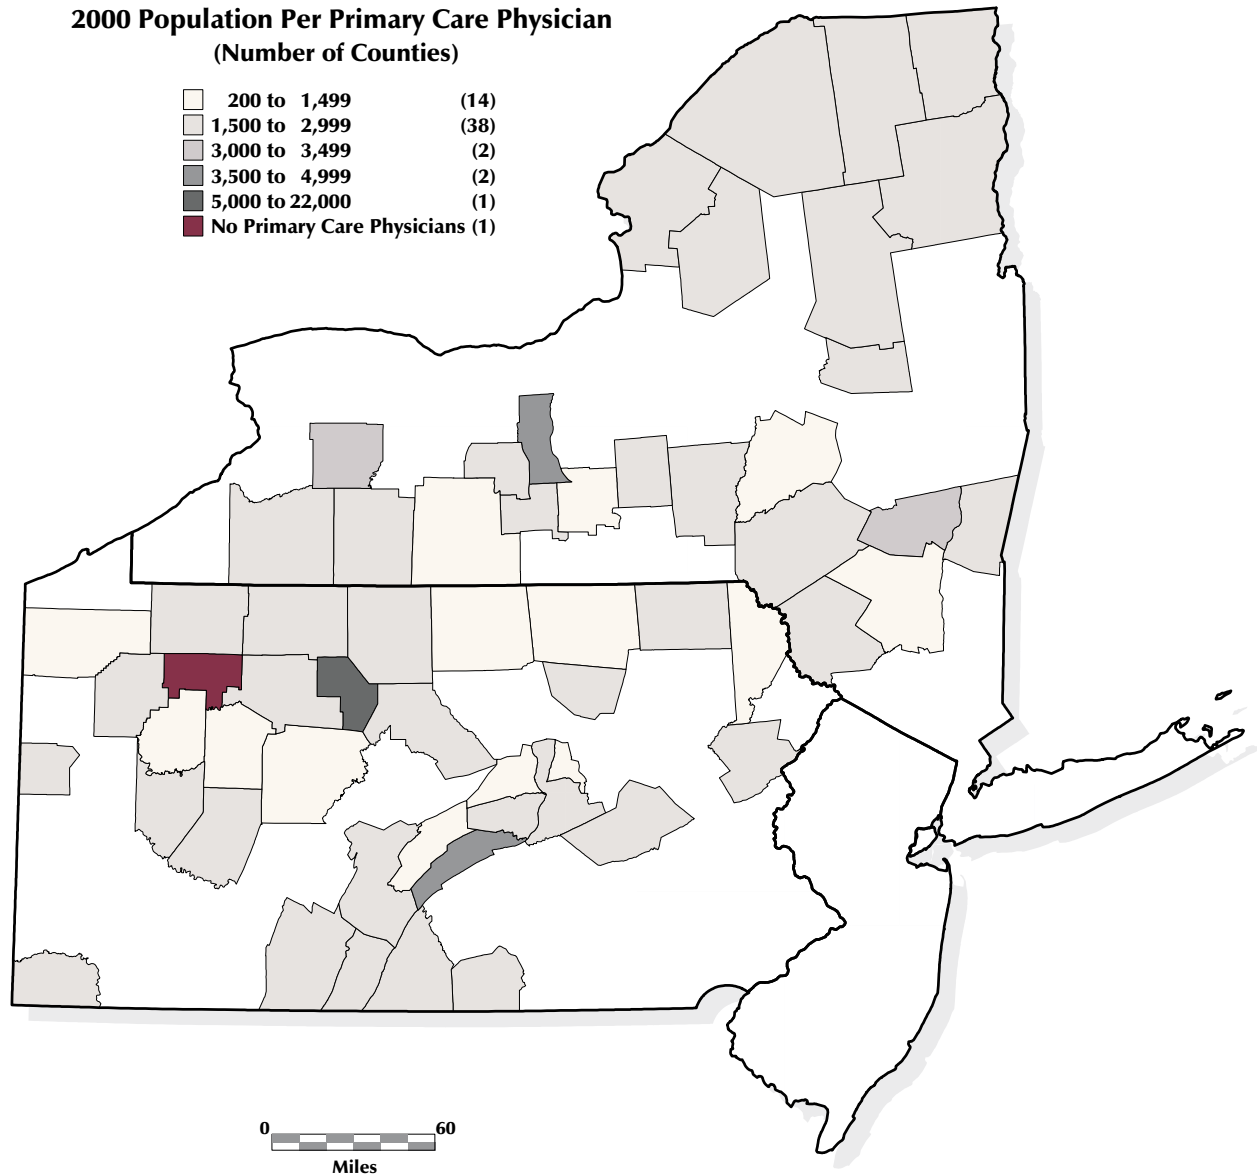 2000 Population Per Primary Care Physician
(Number of Counties)
200 to 1,499 (14)
1,500 to 2,999 (38)
3,000 to 3,499 (2)
3,500 to 4,999 (2)
5,000 to 22,000 (1)
No Primary Care Physicians (1)
0 60
Miles